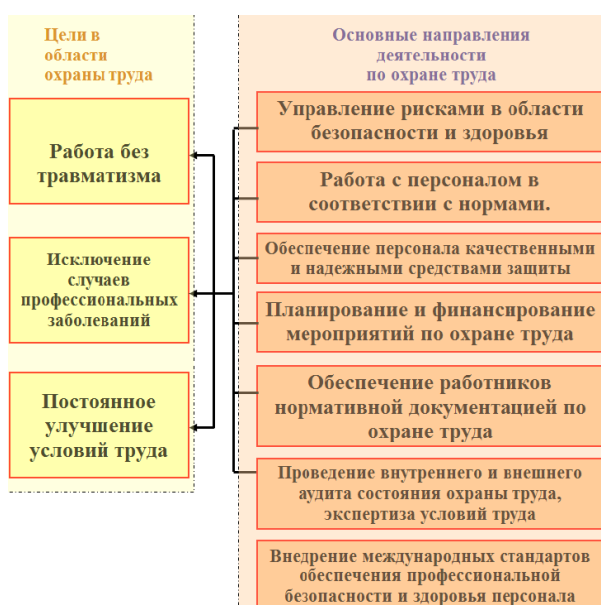 Цели в
области
охраны труда
Работа без
травматизма
Исключение
случаев
профессиональных
заболеваний
Постоянное
улучшение
условий труда
Основные направления
деятельности
по охране труда
Управление рисками в области
безопасности и здоровья
Работа с персоналом в
соответствии с нормами.
Обеспечение персонала качественными
и надежными средствами защиты
Планирование и финансирование
мероприятий по охране труда
Обеспечение работников
нормативной документацией по
охране труда
Проведение внутреннего и внешнего
аудита состояния охраны труда,
экспертиза условий труда
Внедрение международных стандартов
обеспечения профессиональной
безопасности и здоровья персонала